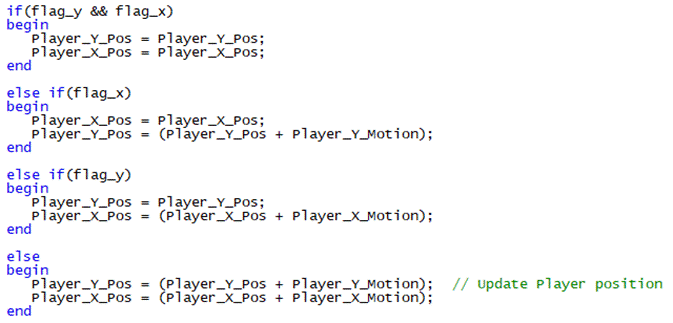 if(flag_y && flag_x)
begin
   Player_Y_Pos = Player_Y_Pos;
   Player_X_Pos = Player_X_Pos;
end

else if(flag_x)
begin
   Player_X_Pos = Player_X_Pos;
   Player_Y_Pos = (Player_Y_Pos + Player_Y_Motion);
end

else if(flag_y)
begin
   Player_Y_Pos = Player_Y_Pos;
   Player_X_Pos = (Player_X_Pos + Player_X_Motion);
end

else
begin
   Player_Y_Pos = (Player_Y_Pos + Player_Y_Motion);  // Update Player position
   Player_X_Pos = (Player_X_Pos + Player_X_Motion);
end